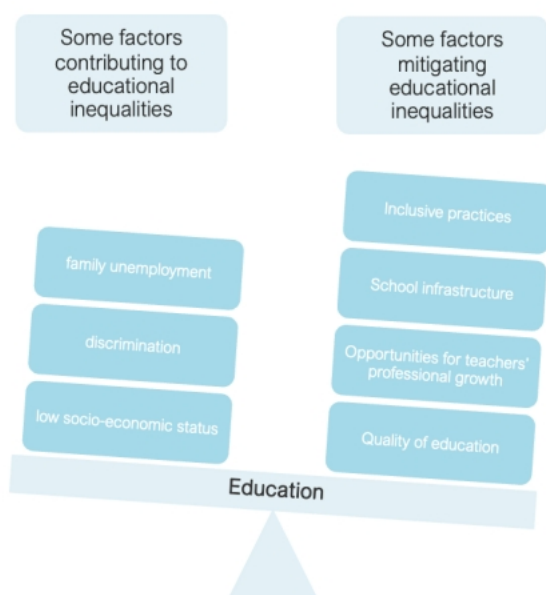 Some factors
contributing to
educational
inequalities
Some factors
mitigating
educational
inequalities
family unemployment
discrimination
low socio-economic status
Inclusive practices
School infrastructure
Opportunities for teachers'
professional growth
Quality of education
Education